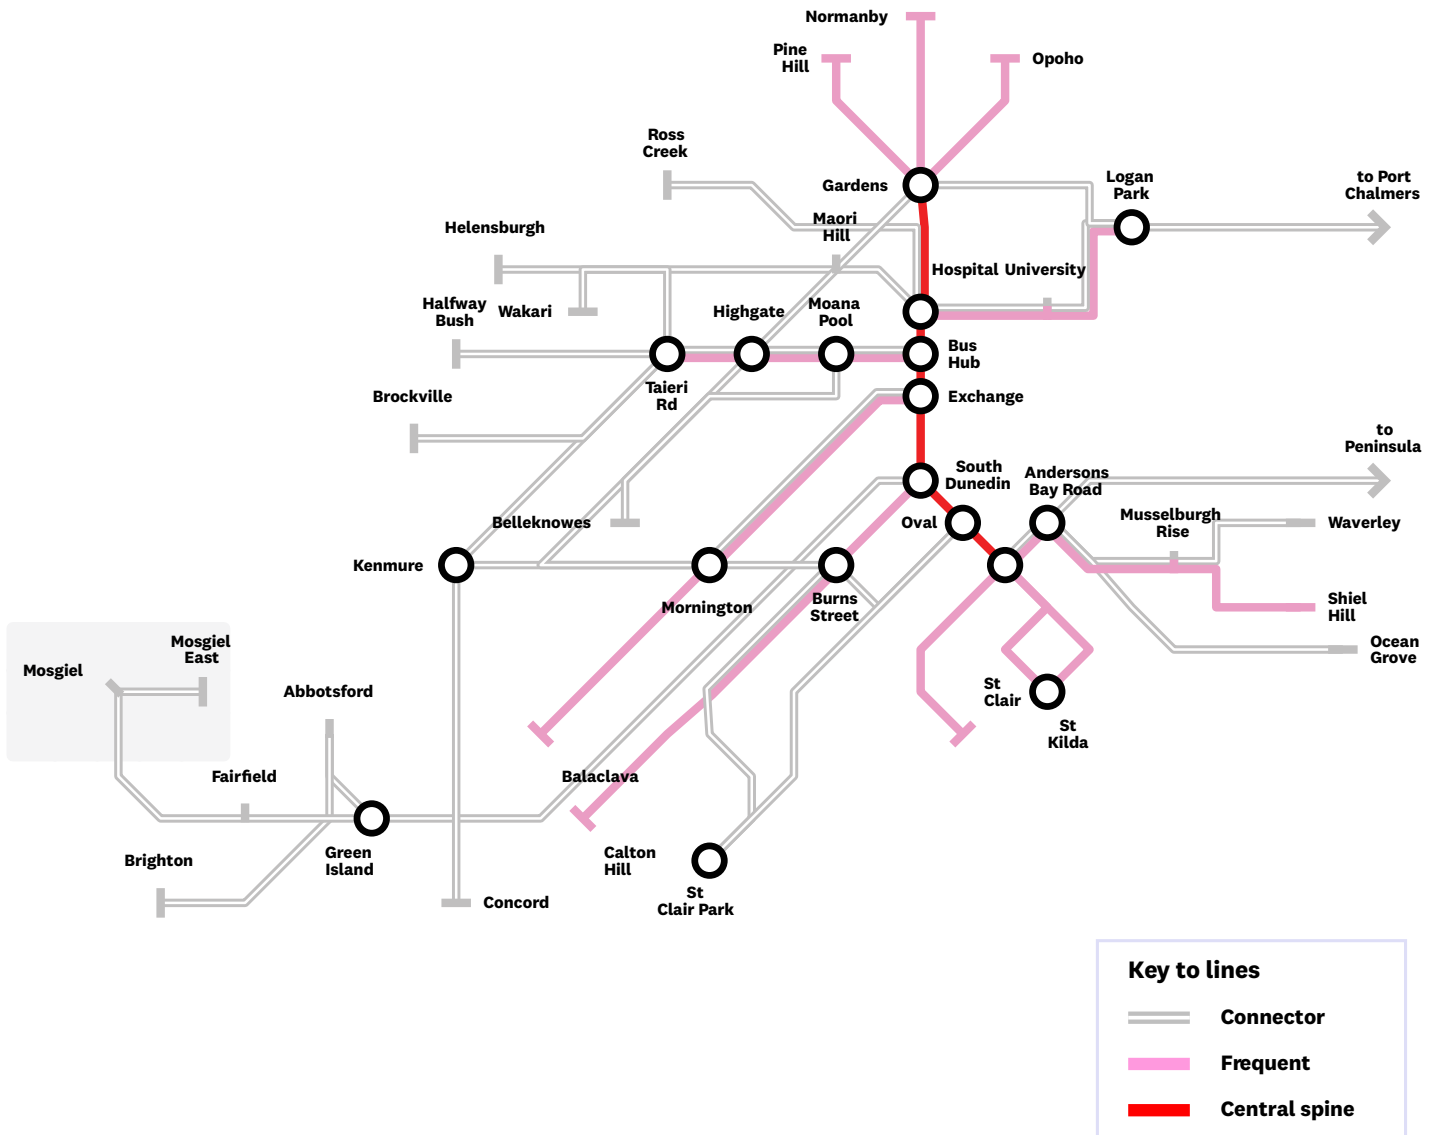 Normanby
Pine
Hill
Opoho
Ross
Creek
Gardens
Logan
Park
to Port
Chalmers
Maori
Hill
Helensburgh
Hospital University
Halfway
Bush
Wakari
Highgate
Moana
Pool
Bus
Hub
Brockville
Taieri
Rd
Exchange
to
Peninsula
South
Dunedin
Andersons
Bay Road
Belleknowes
Oval
Musselburgh
Rise
Waverley
Kenmure
Mornington
Burns
Street
Shiel
Hill
Mosgiel
Mosgiel
East
Abbotsford
St
Clair
Ocean
Grove
St
Kilda
Fairfield
Balaclava
Brighton
Green
Island
Calton
Hill
Concord
St
Clair Park
Key to lines
Connector
Frequent
Central spine